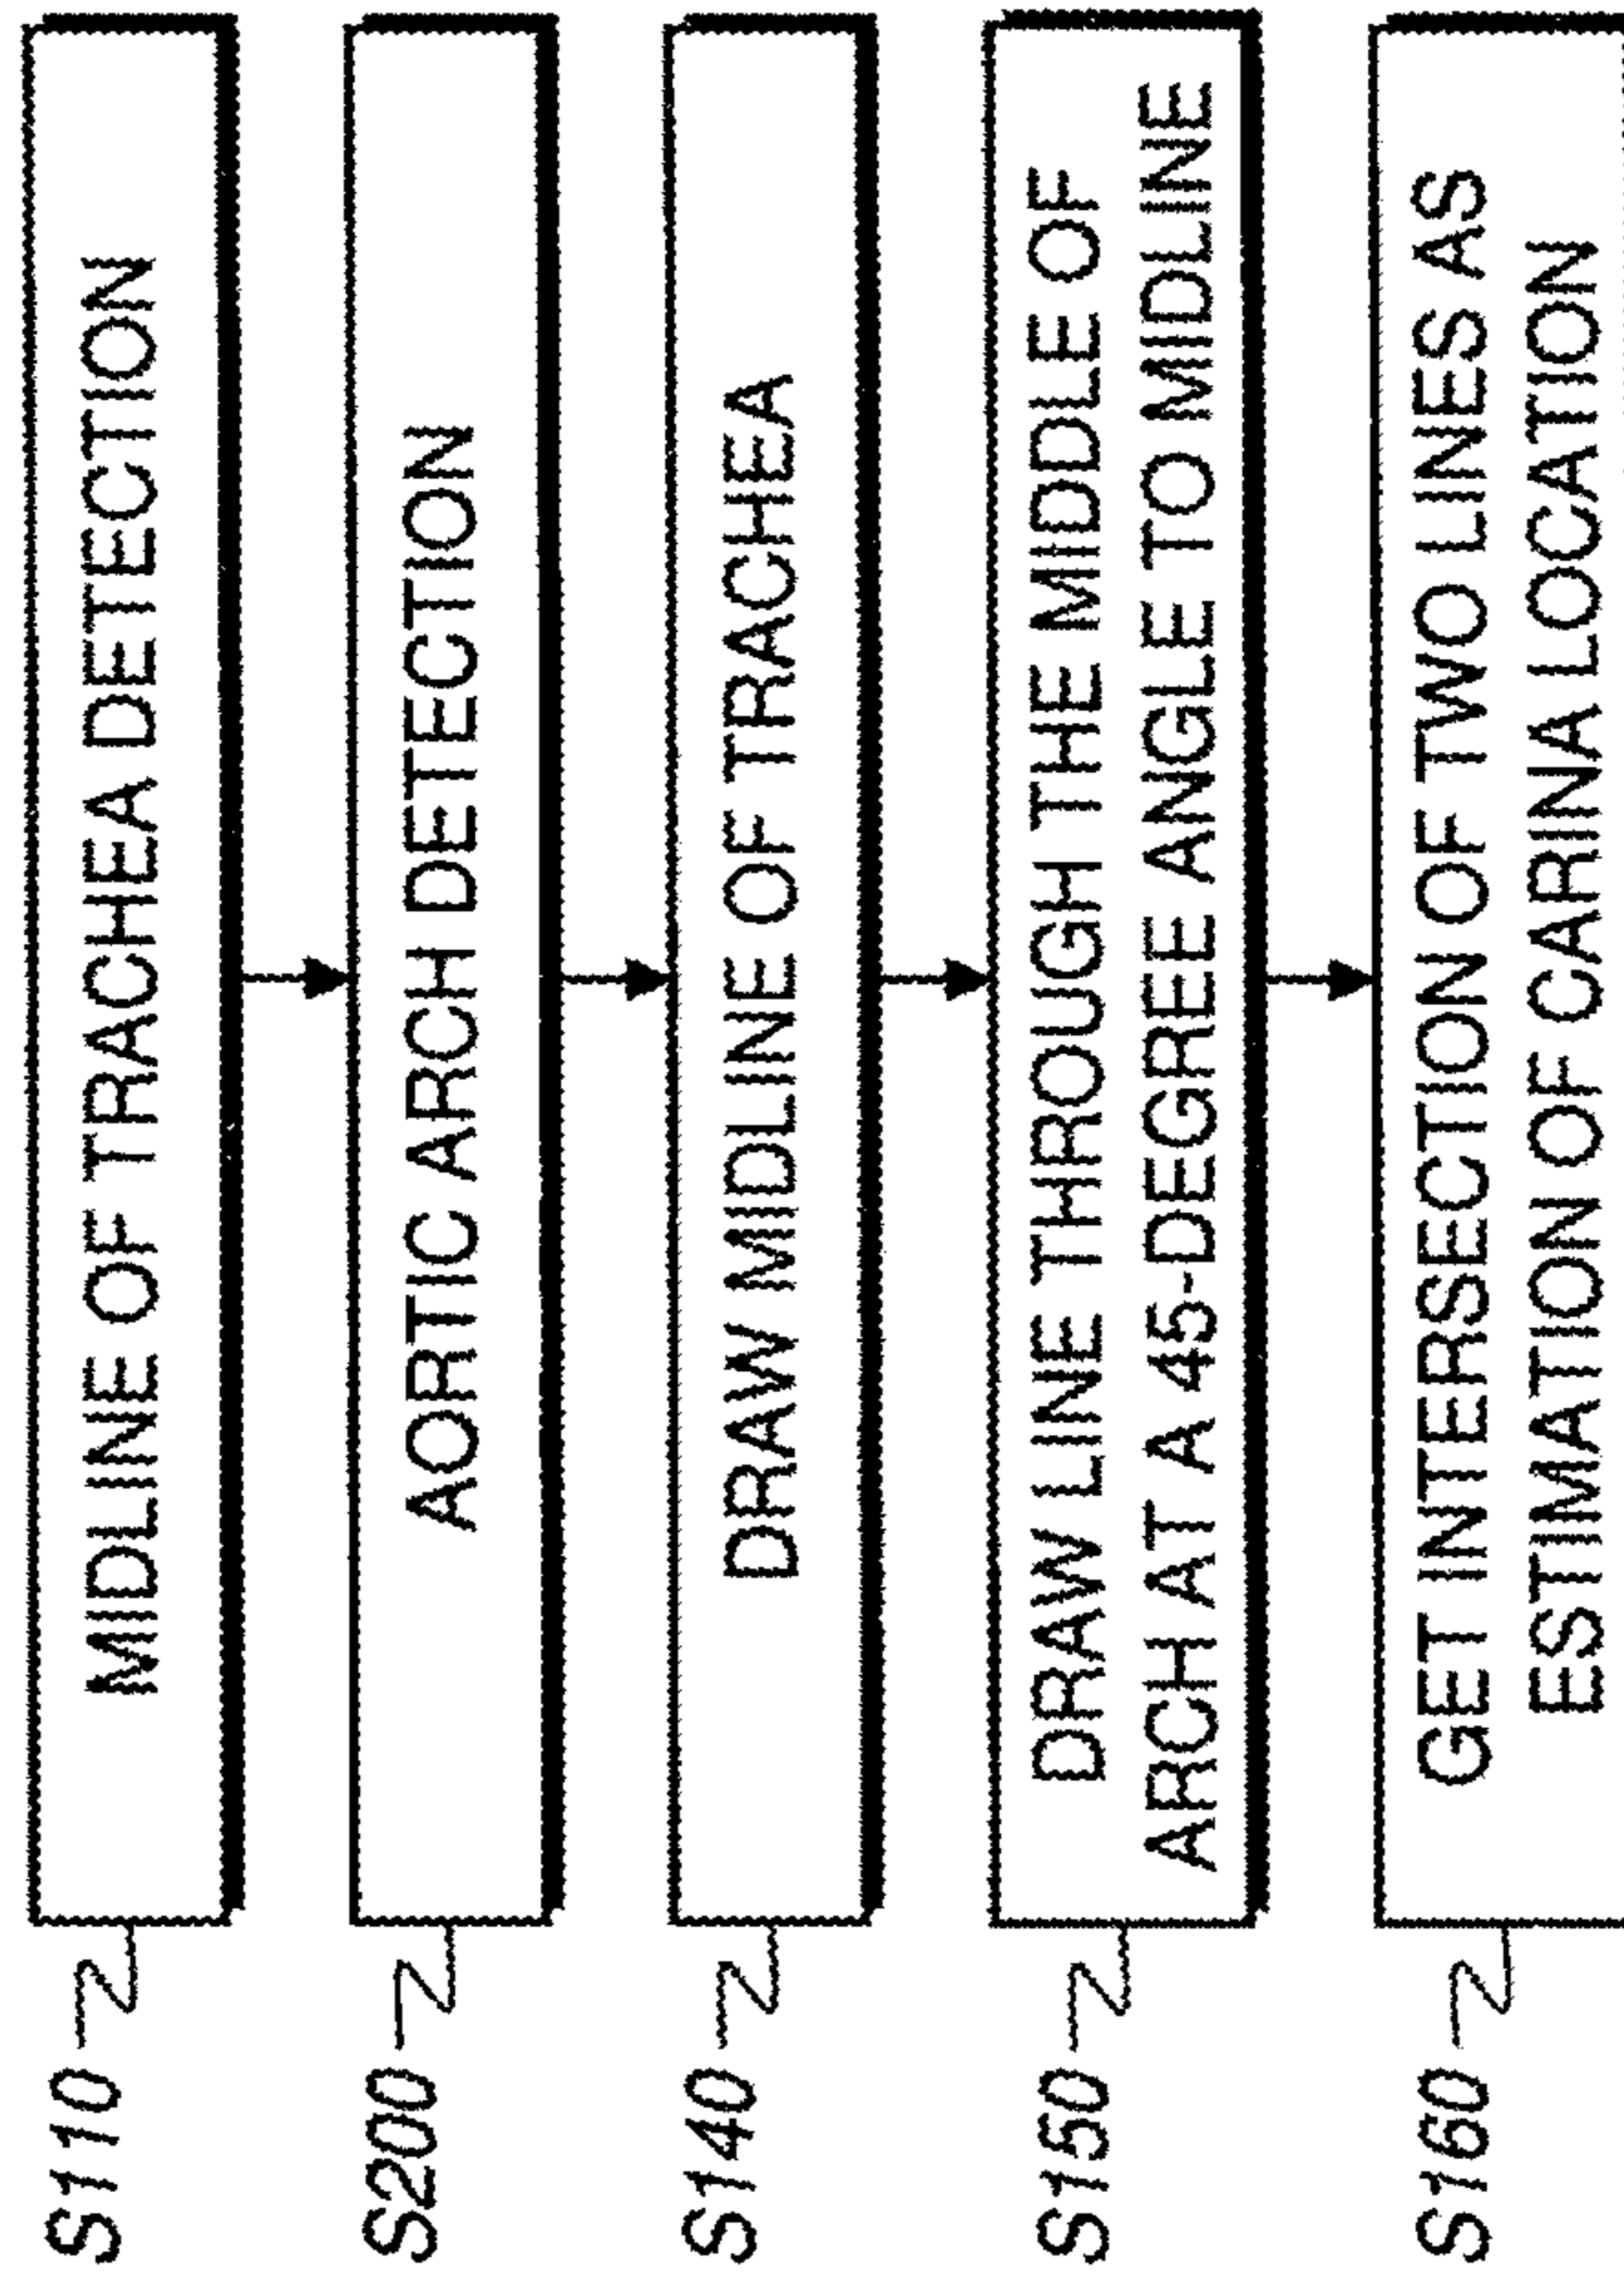 S110
MIDLINE OF TRACHEA DETECTION
S200
AORTIC ARCH DETECTION
S140
DRAW MIDLINE OF TRACHEA
S150
DRAW LINE THROUGH THE MIDDLE OF
ARCH AT A 45-DEGREE ANGLE TO MIDLINE
S160
GET INTERSECTION OF TWO LINES AS
ESTIMATION OF CARINA LOCATION